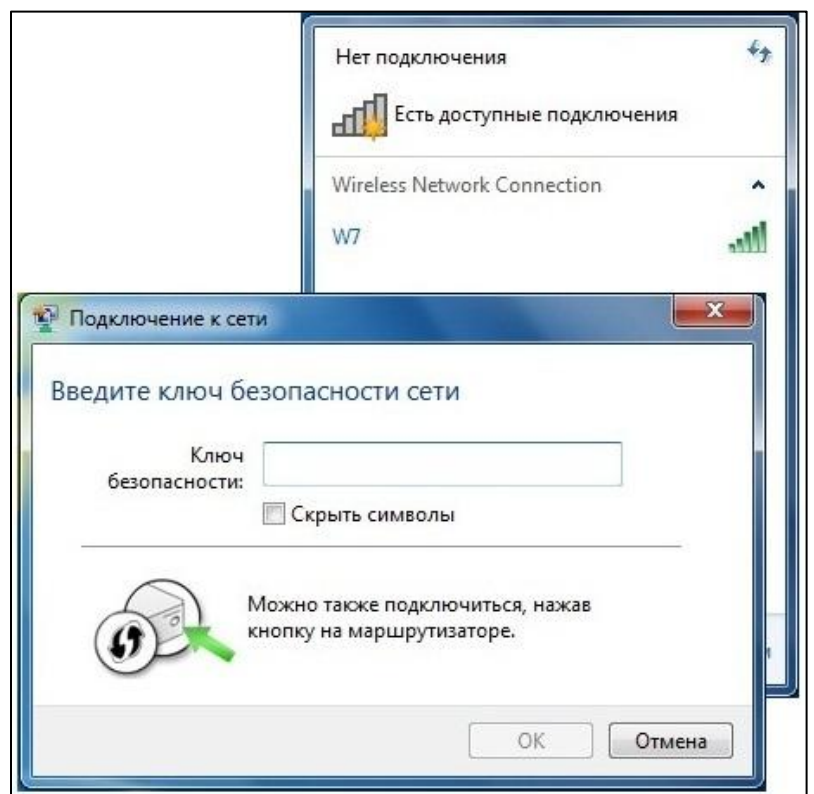 Нет подключения
Есть доступные подключения
Wireless Network Connection
W7
Подключение к сети
Введите ключ безопасности сети
Ключ
безопасности:
Скрыть символы
Можно также подключиться, нажав
кнопку на маршрутизаторе.
ОК
Отмена